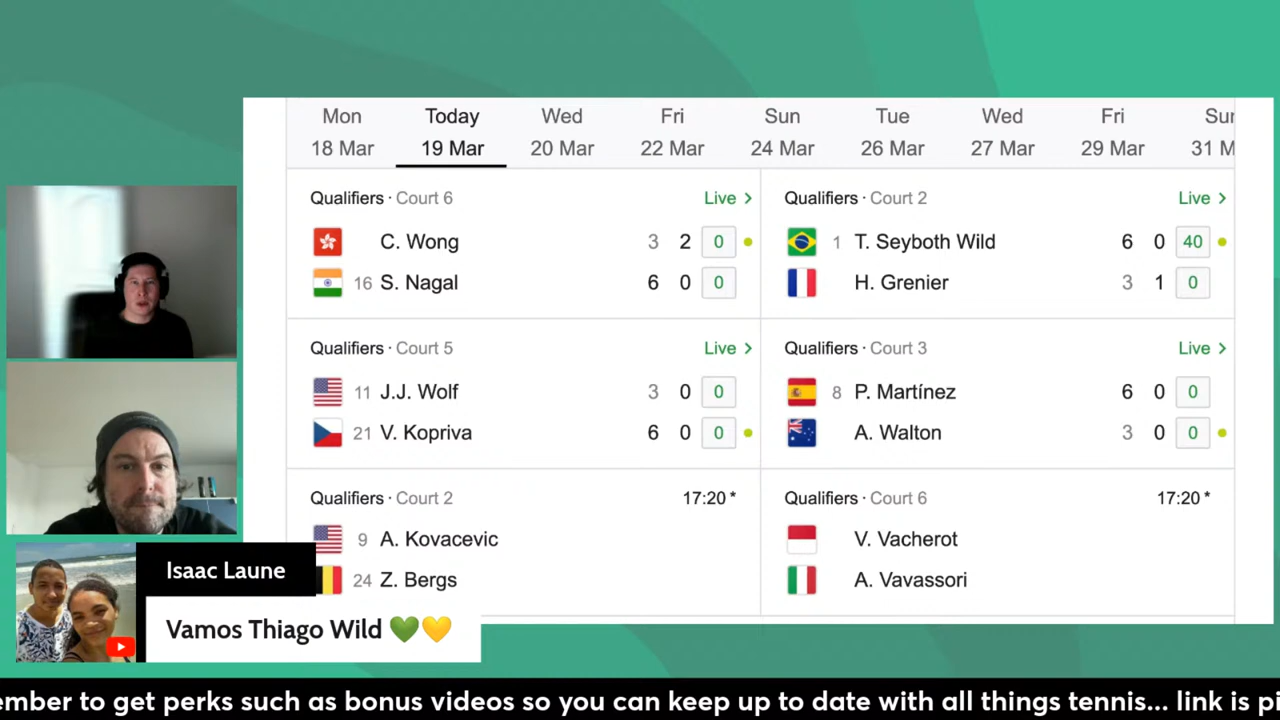 Mon Today Wed Fri Sun Tue Wed Fri Sur
18 Mar 19 Mar 20 Mar 22 Mar 24 Mar 26 Mar 27 Mar 29 Mar 31 M
Qualifiers · Court 6 Live >
C. Wong 3 2 0
16 S. Nagal 6 0 0
Qualifiers · Court 2 Live >
1 T. Seyboth Wild 6 0 40
H. Grenier 3 1 0
Qualifiers · Court 5 Live >
11 J.J. Wolf 3 0 0
21 V. Kopriva 6 0 0
Qualifiers · Court 3 Live >
8 P. Martínez 6 0 0
A. Walton 3 0 0
Qualifiers · Court 2 17:20 *
9 A. Kovacevic
24 Z. Bergs
Qualifiers · Court 6 17:20 *
V. Vacherot
A. Vavassori
Isaac Laune
Vamos Thiago Wild 💚💛
ember to get perks such as bonus videos so you can keep up to date with all things tennis... link is pi